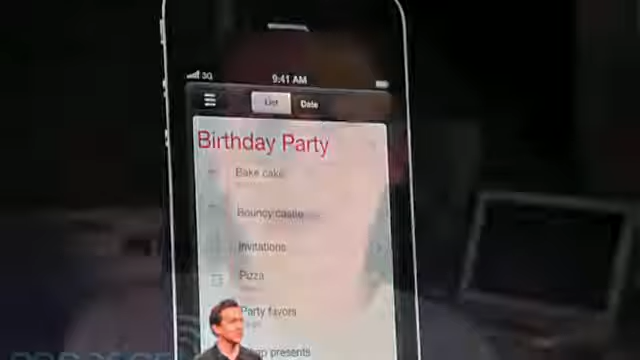 3G 9:41 AM
List Date
Birthday Party
Bake cake
Bouncy castle
Invitations
Pizza
Party favors
presents